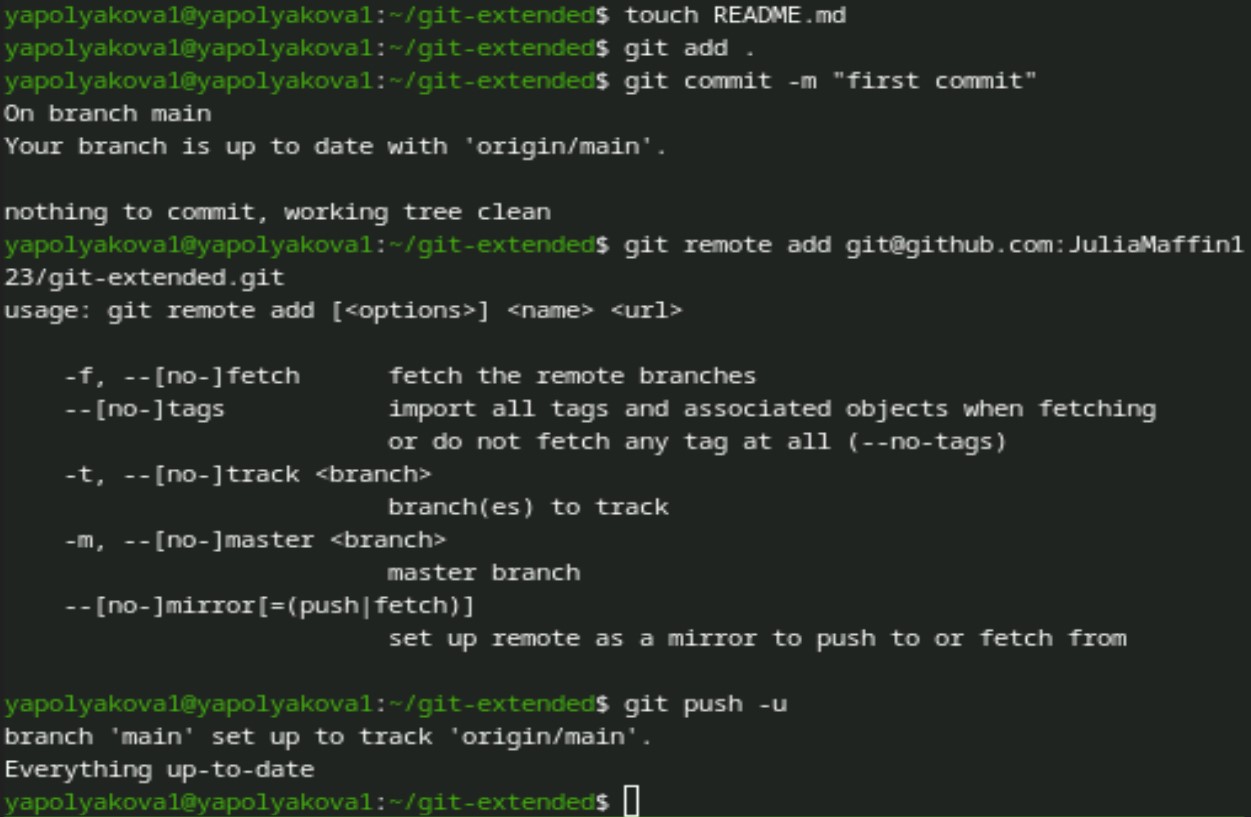 yapolyakova1@yapolyakova1:~/git-extended$ touch README.md
yapolyakova1@yapolyakova1:~/git-extended$ git add .
yapolyakova1@yapolyakova1:~/git-extended$ git commit -m "first commit"
On branch main
Your branch is up to date with 'origin/main'.

nothing to commit, working tree clean
yapolyakova1@yapolyakova1:~/git-extended$ git remote add git@github.com:JuliaMaffin1
23/git-extended.git
usage: git remote add [<options>] <name> <url>

    -f, --[no-]fetch      fetch the remote branches
    --[no-]tags           import all tags and associated objects when fetching
                          or do not fetch any tag at all (--no-tags)
    -t, --[no-]track <branch>
                          branch(es) to track
    -m, --[no-]master <branch>
                          master branch
    --[no-]mirror[=(push|fetch)]
                          set up remote as a mirror to push to or fetch from

yapolyakova1@yapolyakova1:~/git-extended$ git push -u
branch 'main' set up to track 'origin/main'.
Everything up-to-date
yapolyakova1@yapolyakova1:~/git-extended$